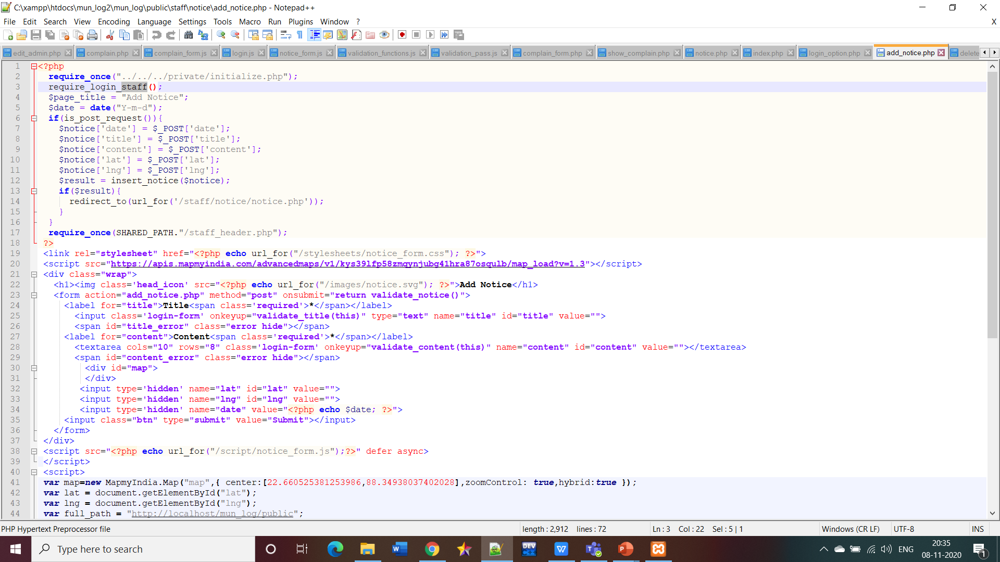 C:\xampp\htdocs\mun_log2\mun_log\public\staff\notice\add_notice.php - Notepad++
File Edit Search View Encoding Language Settings Tools Macro Run Plugins Window ? X
edit_admin.php complain.php complain_form.js login.js notice_form.js validation_functions.js validation_pass.js complain_form.php show_complain.php notice.php index.php login_option.php add_notice.php delete
1 <?php
2 require_once("../../../private/initialize.php");
3 require_login_staff();
4 $page_title = "Add Notice";
5 $date = date("Y-m-d");
6 if(is_post_request()){
7 $notice['date'] = $_POST['date'];
8 $notice['title'] = $_POST['title'];
9 $notice['content'] = $_POST['content'];
10 $notice['lat'] = $_POST['lat'];
11 $notice['lng'] = $_POST['lng'];
12 $result = insert_notice($notice);
13 if($result){
14 redirect_to(url_for('/staff/notice/notice.php'));
15 }
16 }
17 require_once(SHARED_PATH."/staff_header.php");
18 ?>
19 <link rel="stylesheet" href="<?php echo url_for("/stylesheets/notice_form.css"); ?>">
20 <script src="https://apis.mapmyindia.com/advancedmaps/v1/kys39lfp58zmqynjubg41hra87osqulb/map_load?v=1.3"></script>
21 <div class="wrap">
22 <h1><img class='head_icon' src="<?php echo url_for("/images/notice.svg"); ?>">Add Notice</h1>
23 <form action="add_notice.php" method="post" onsubmit="return validate_notice()">
24 <label for="title">Title<span class='required'>*</span></label>
25 <input class='login-form' onkeyup="validate_title(this)" type="text" name="title" id="title" value="">
26 <span id="title_error" class="error hide"></span>
27 <label for="content">Content<span class='required'>*</span></label>
28 <textarea cols="10" rows="8" class='login-form' onkeyup="validate_content(this)" name="content" id="content" value=""></textarea>
29 <span id="content_error" class="error hide"></span>
30 <div id="map">
31 </div>
32 <input type='hidden' name="lat" id="lat" value="">
33 <input type='hidden' name="lng" id="lng" value="">
34 <input type='hidden' name="date" value="<?php echo $date; ?>">
35 <input class="btn" type="submit" value="Submit"></input>
36 </form>
37 </div>
38 <script src="<?php echo url_for("/script/notice_form.js");?>" defer async>
39 </script>
40 <script>
41 var map=new MapmyIndia.Map("map",{ center:[22.660525381253986,88.34938037402028],zoomControl: true,hybrid:true });
42 var lat = document.getElementById("lat");
43 var lng = document.getElementById("lng");
44 var full_path = "http://localhost/mun_log/public";
PHP Hypertext Preprocessor file length : 2,912 lines : 72 Ln : 3 Col : 22 Sel : 5 | 1 Windows (CR LF) UTF-8 INS
Type here to search
DEV C++
ENG
20:35
08-11-2020
1